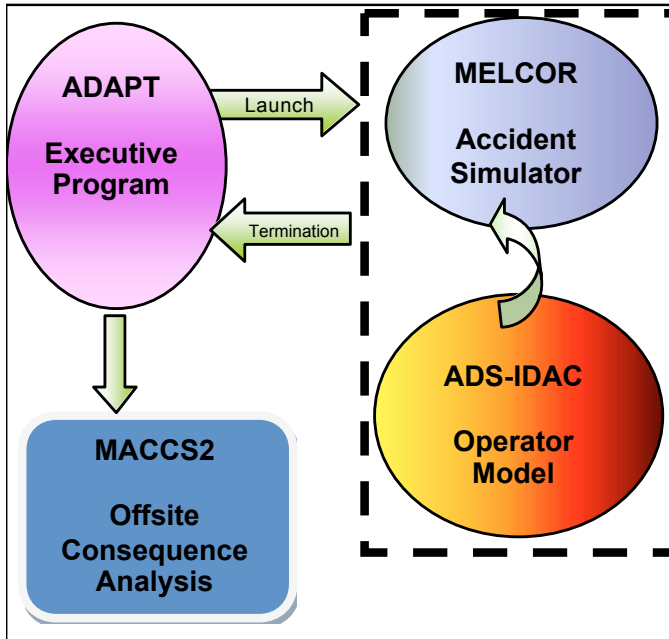 ADAPT
Executive
Program
Launch
Termination
MELCOR
Accident
Simulator
ADS-IDAC
Operator
Model
MACCS2
Offsite
Consequence
Analysis